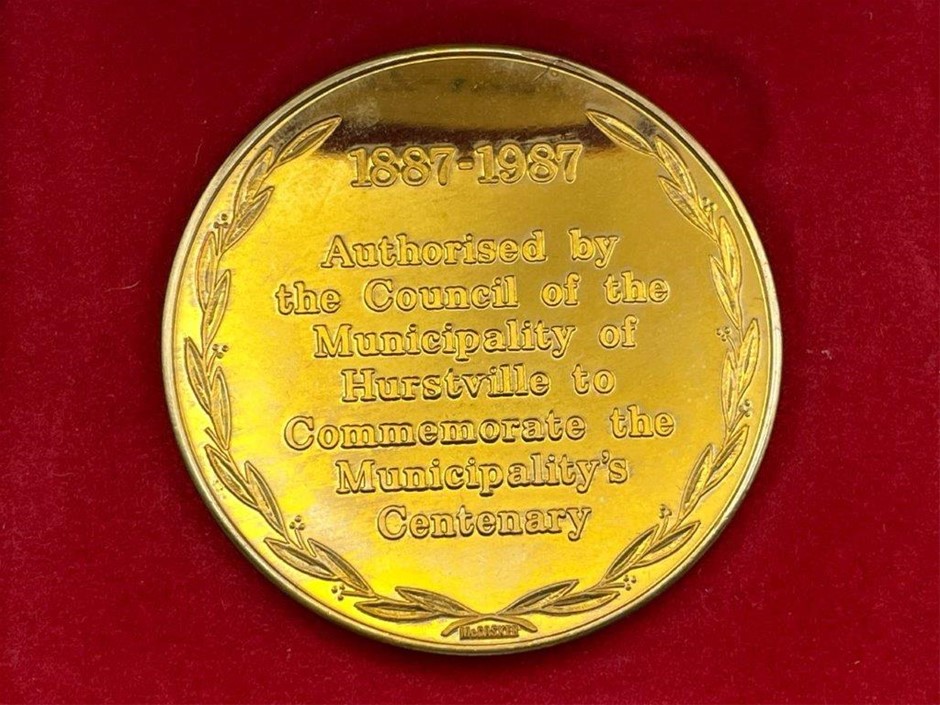 1887-1987
Authorised by
the Council of the
Municipality of
Hurstville to
Commemorate the
Municipality's
Centenary